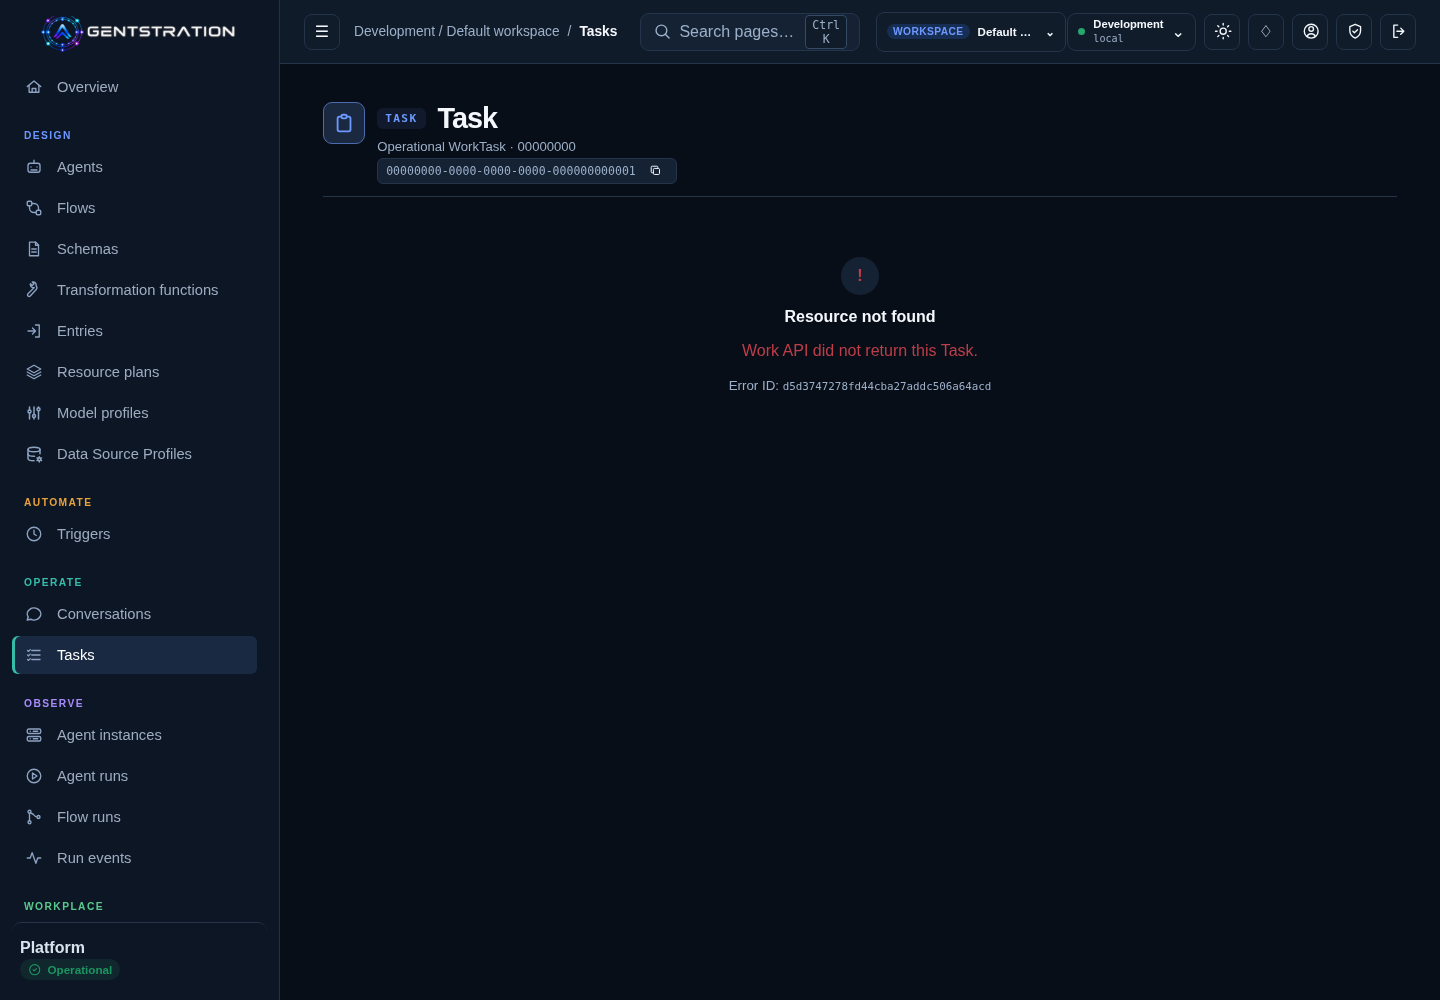 GENTSTRATION
☰
Development / Default workspace / Tasks
Search pages…
Ctrl K
WORKSPACE Default …
Development
local
Overview
DESIGN
Agents
Flows
Schemas
Transformation functions
Entries
Resource plans
Model profiles
Data Source Profiles
AUTOMATE
Triggers
OPERATE
Conversations
Tasks
OBSERVE
Agent instances
Agent runs
Flow runs
Run events
WORKPLACE
Platform
Operational
TASK Task
Operational WorkTask · 00000000
00000000-0000-0000-0000-000000000001
!
Resource not found
Work API did not return this Task.
Error ID: d5d3747278fd44cba27addc506a64acd